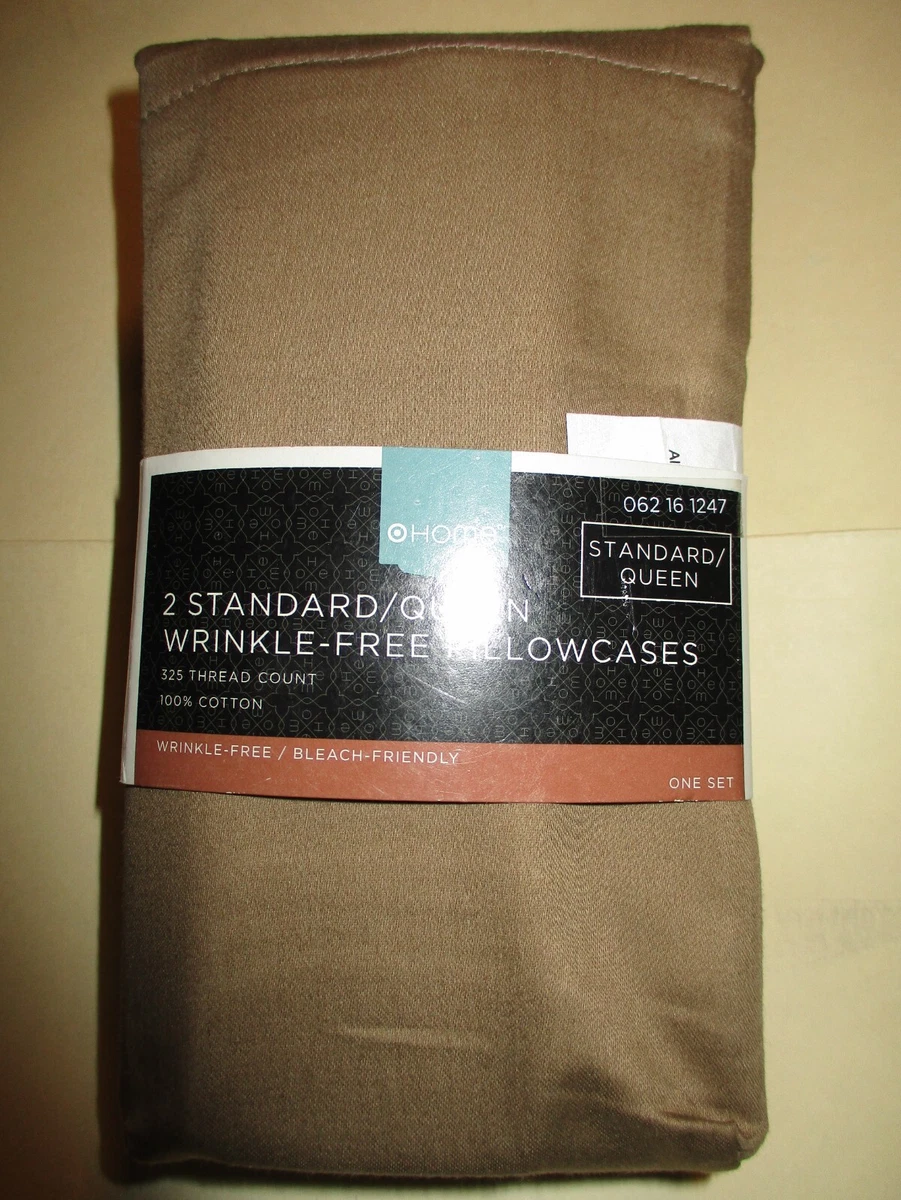 AI
062 16 1247
HOme
STANDARD/
QUEEN
2 STANDARD/QUEEN
WRINKLE-FREE PILLOWCASES
325 THREAD COUNT
100% COTTON
WRINKLE-FREE / BLEACH-FRIENDLY
ONE SET